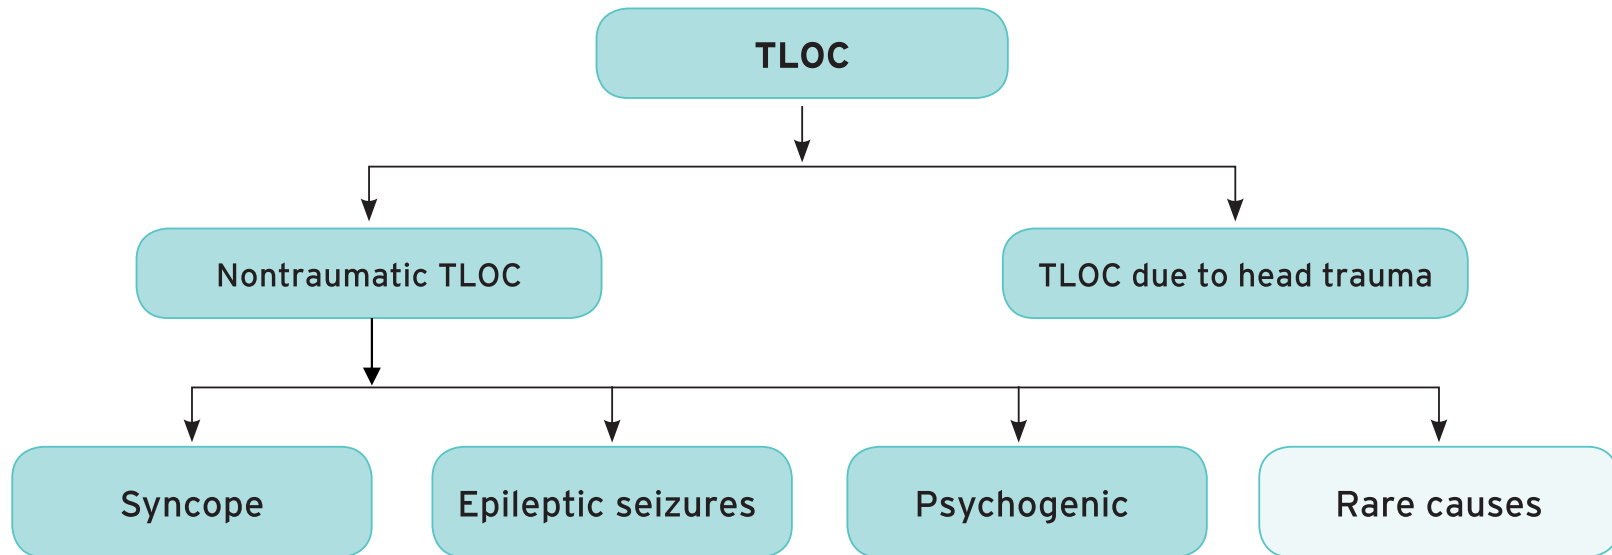 TLOC
Nontraumatic TLOC
TLOC due to head trauma
Syncope
Epileptic seizures
Psychogenic
Rare causes